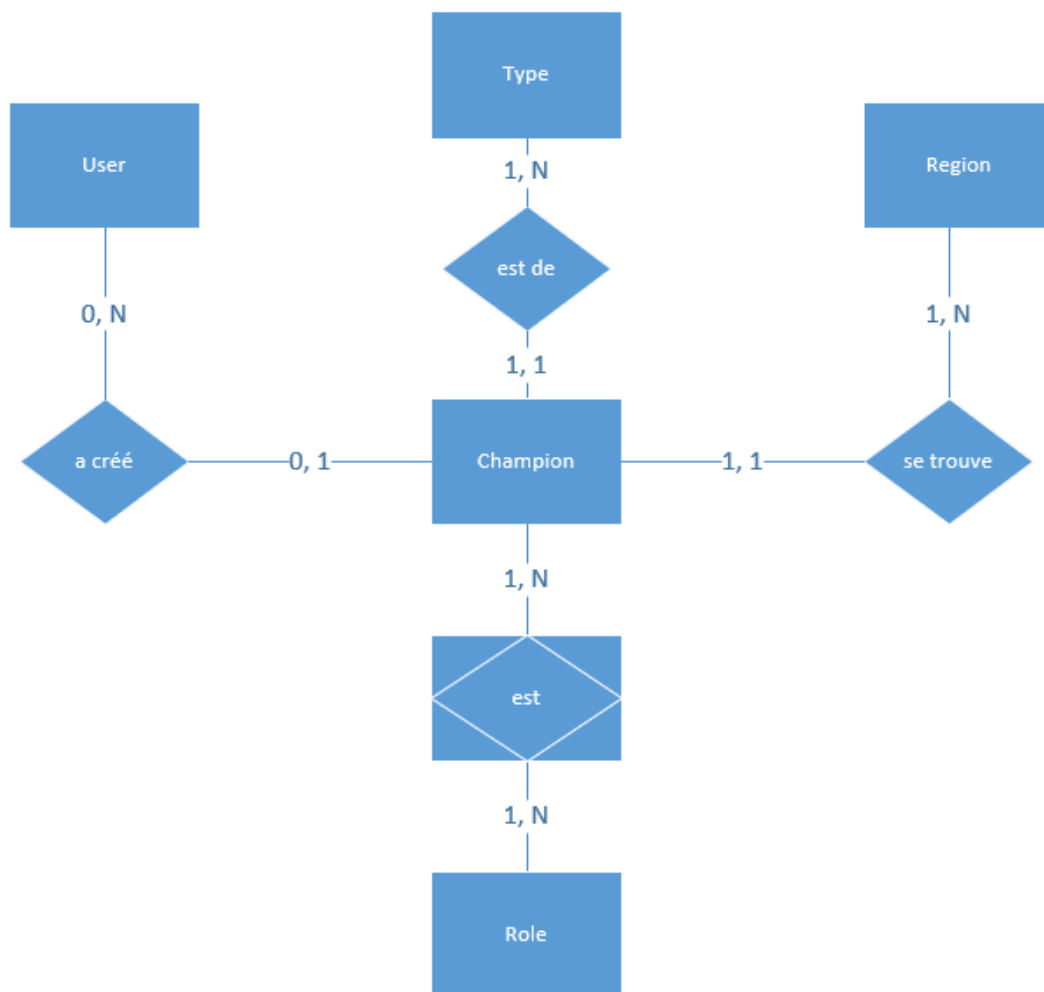 Type
User
Region
1, N
est de
0, N
1, N
1, 1
a créé
0, 1
Champion
1, 1
se trouve
1, N
est
1, N
Role